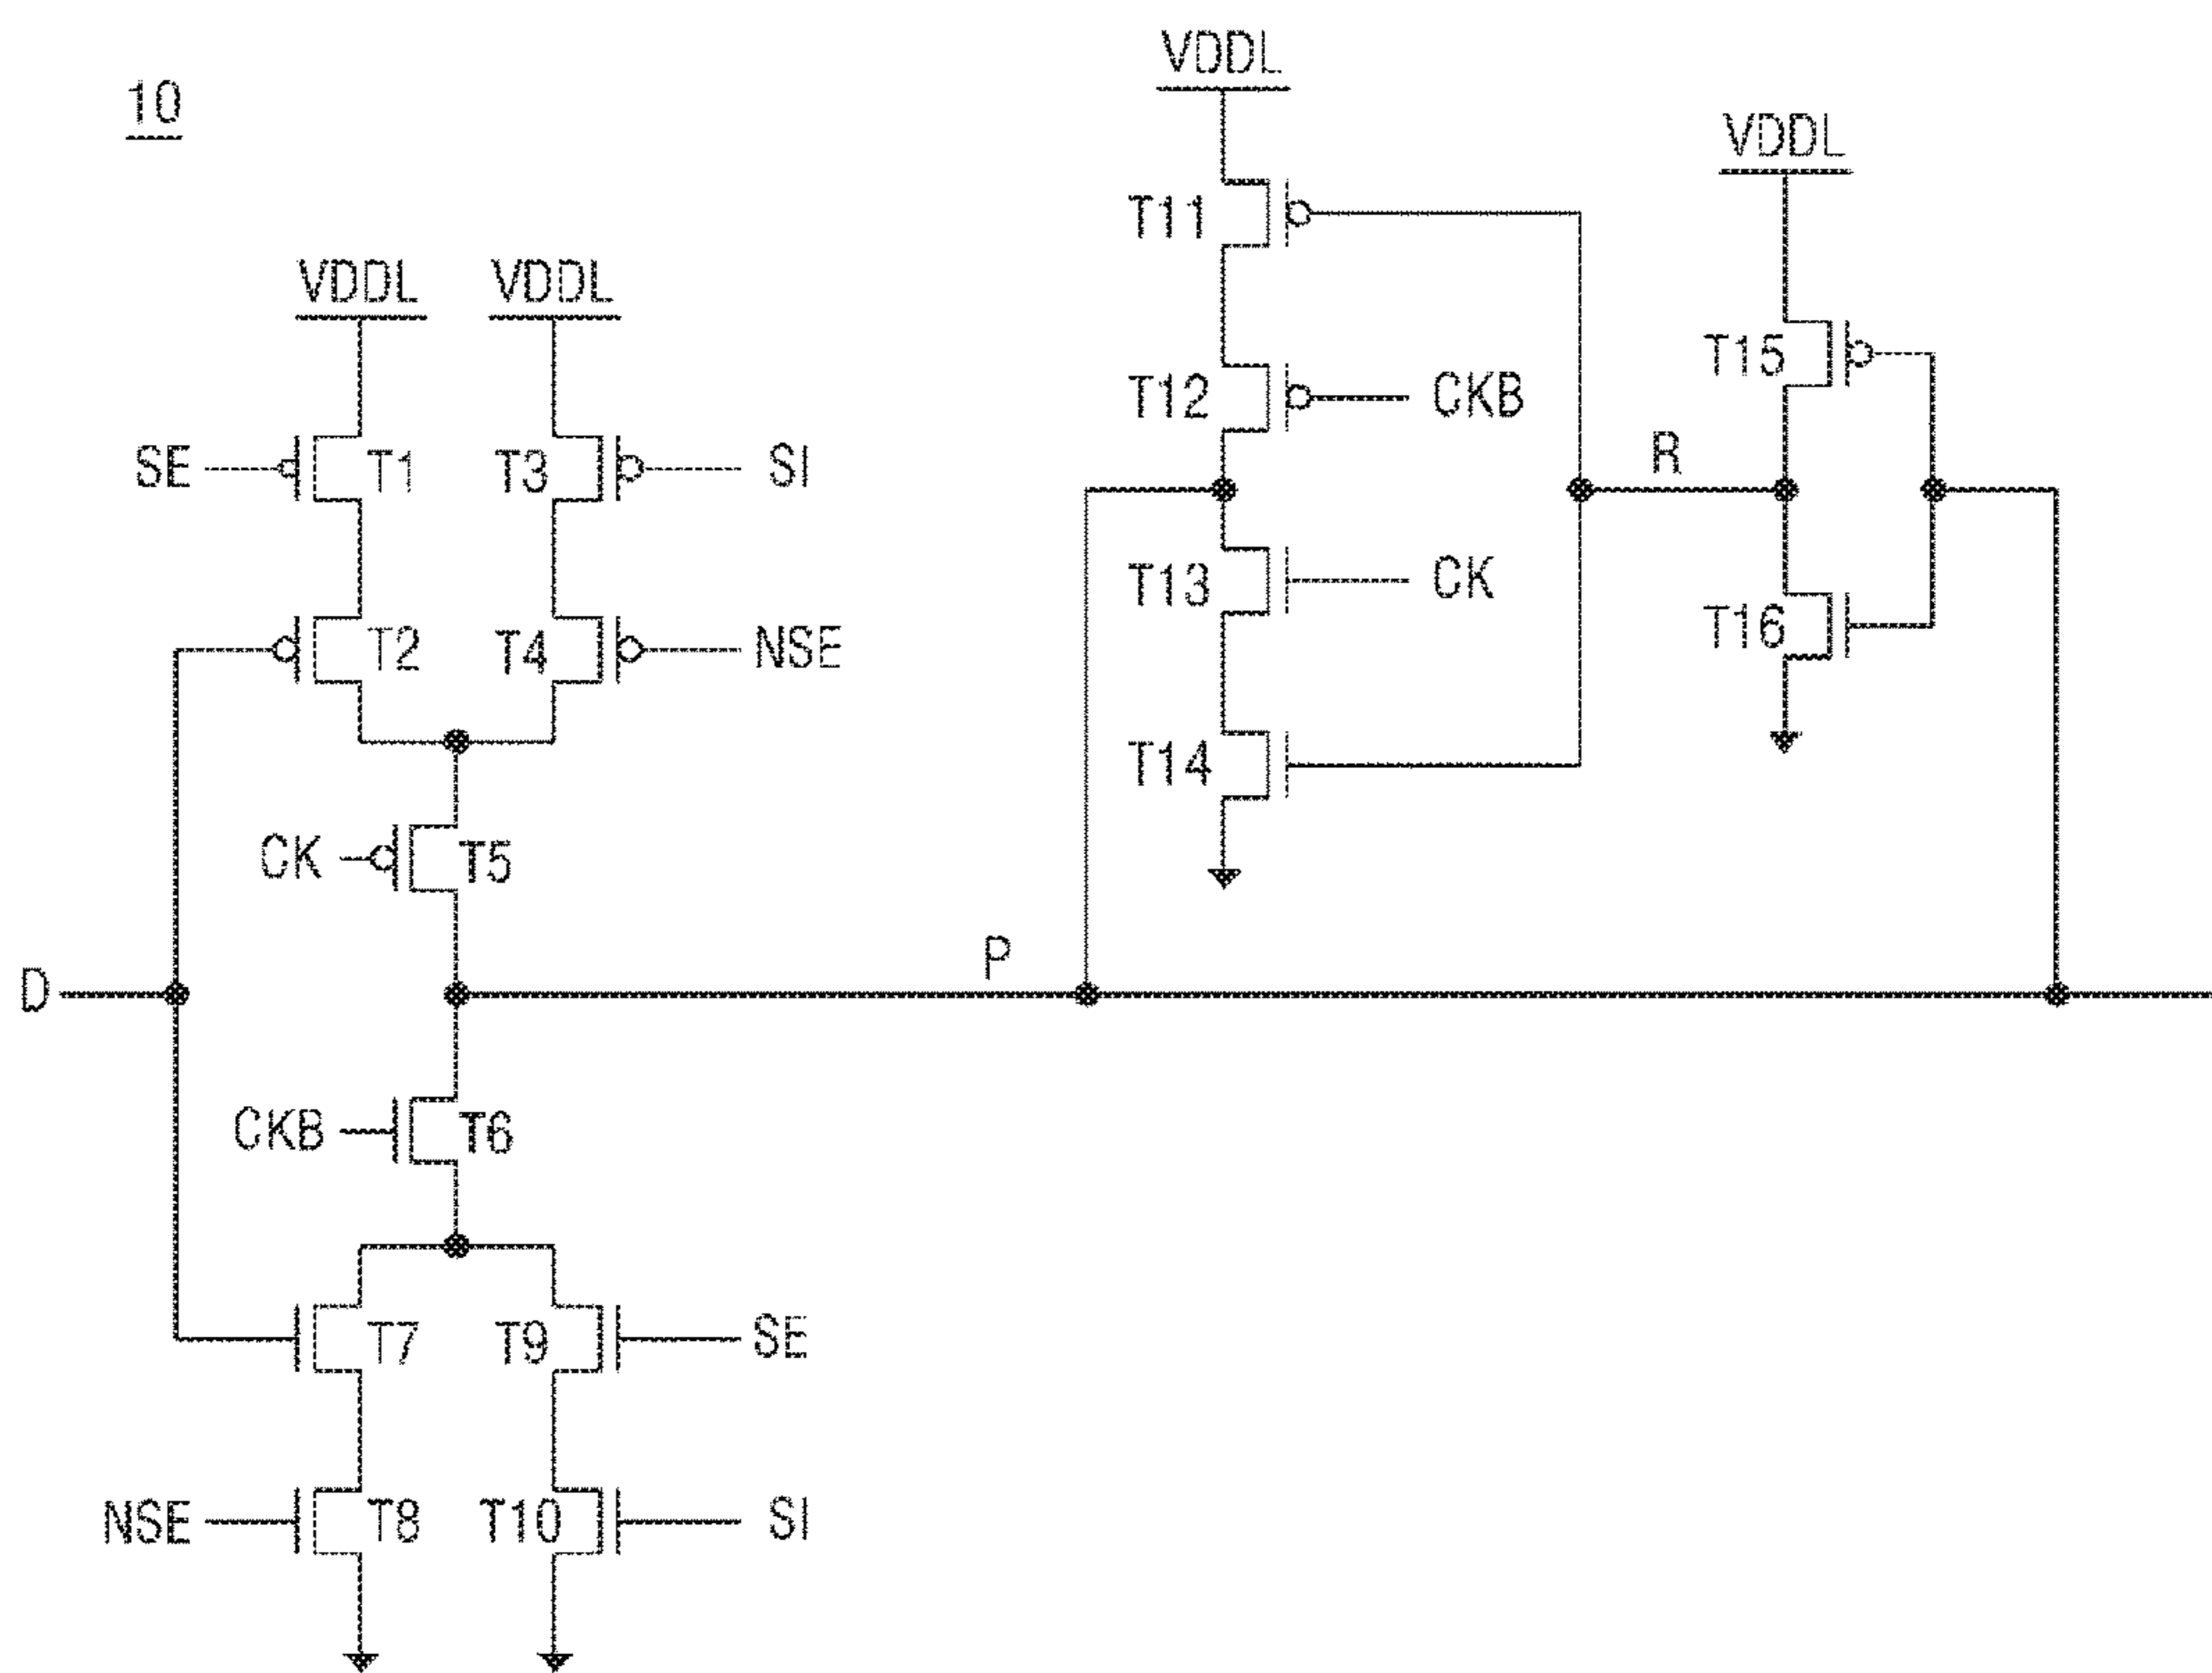 VDDL
10
VDDL
T11
VDDL VDDL
T15
T12 CKB
SE T1 T3 SI
R
T13 CK
T16
T2 T4 NSE
T14
CK T5
P
D
CKB T6
T7 T9 SE
NSE T8 T10 SI